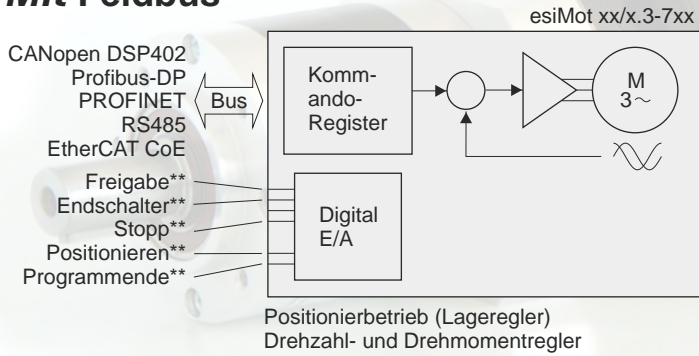 Mit Feldbus
esiMot xx/x.3-7xx
CANopen DSP402
Profibus-DP
PROFINET
RS485
EtherCAT CoE
Bus
Komm-
ando-
Register
M
3~
Freigabe**
Endschalter**
Stopp**
Positionieren**
Programmende**
Digital
E/A
Positionierbetrieb (Lageregler)
Drehzahl- und Drehmomentregler